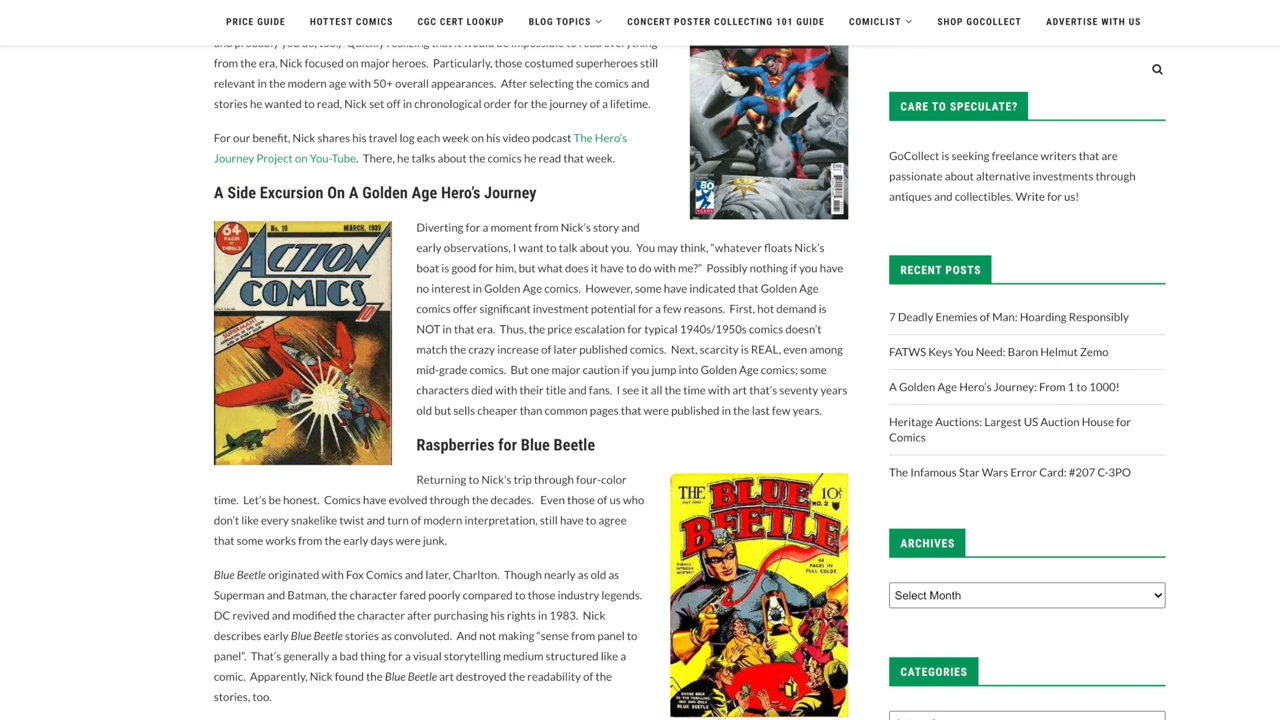 PRICE GUIDE HOTTEST COMICS CGC CERT LOOKUP BLOG TOPICS CONCERT POSTER COLLECTING 101 GUIDE COMICLIST SHOP GOCOLLECT ADVERTISE WITH US
and probably you do, too!) Quickly realizing that it would be impossible to read everything
from the era, Nick focused on major heroes. Particularly, those costumed superheroes still
relevant in the modern age with 50+ overall appearances. After selecting the comics and
stories he wanted to read, Nick set off in chronological order for the journey of a lifetime.
For our benefit, Nick shares his travel log each week on his video podcast The Hero's
Journey Project on You-Tube. There, he talks about the comics he read that week.
80
YEARS
A Side Excursion On A Golden Age Hero's Journey
64
PAGES
OF
THRILLS!
No. 10
MARCH, 1939
ACTION
COMICS
10¢
Diverting for a moment from Nick's story and
early observations, I want to talk about you. You may think, "whatever floats Nick's
boat is good for him, but what does it have to do with me?" Possibly nothing if you have
no interest in Golden Age comics. However, some have indicated that Golden Age
comics offer significant investment potential for a few reasons. First, hot demand is
NOT in that era. Thus, the price escalation for typical 1940s/1950s comics doesn't
match the crazy increase of later published comics. Next, scarcity is REAL, even among
mid-grade comics. But one major caution if you jump into Golden Age comics; some
characters died with their title and fans. I see it all the time with art that's seventy years
old but sells cheaper than common pages that were published in the last few years.
Raspberries for Blue Beetle
Returning to Nick's trip through four-color
time. Let's be honest. Comics have evolved through the decades. Even those of us who
don't like every snakelike twist and turn of modern interpretation, still have to agree
that some works from the early days were junk.
Blue Beetle originated with Fox Comics and later, Charlton. Though nearly as old as
Superman and Batman, the character fared poorly compared to those industry legends.
DC revived and modified the character after purchasing his rights in 1983. Nick
describes early Blue Beetle stories as convoluted. And not making "sense from panel to
panel". That's generally a bad thing for a visual storytelling medium structured like a
comic. Apparently, Nick found the Blue Beetle art destroyed the readability of the
stories, too.
THE
BLUE
BEETLE
10¢
NO. 2
64
PAGES IN
FULL COLOR
CARE TO SPECULATE?
GoCollect is seeking freelance writers that are
passionate about alternative investments through
antiques and collectibles. Write for us!
RECENT POSTS
7 Deadly Enemies of Man: Hoarding Responsibly
FATWS Keys You Need: Baron Helmut Zemo
A Golden Age Hero's Journey: From 1 to 1000!
Heritage Auctions: Largest US Auction House for
Comics
The Infamous Star Wars Error Card: #207 C-3PO
ARCHIVES
Select Month
CATEGORIES